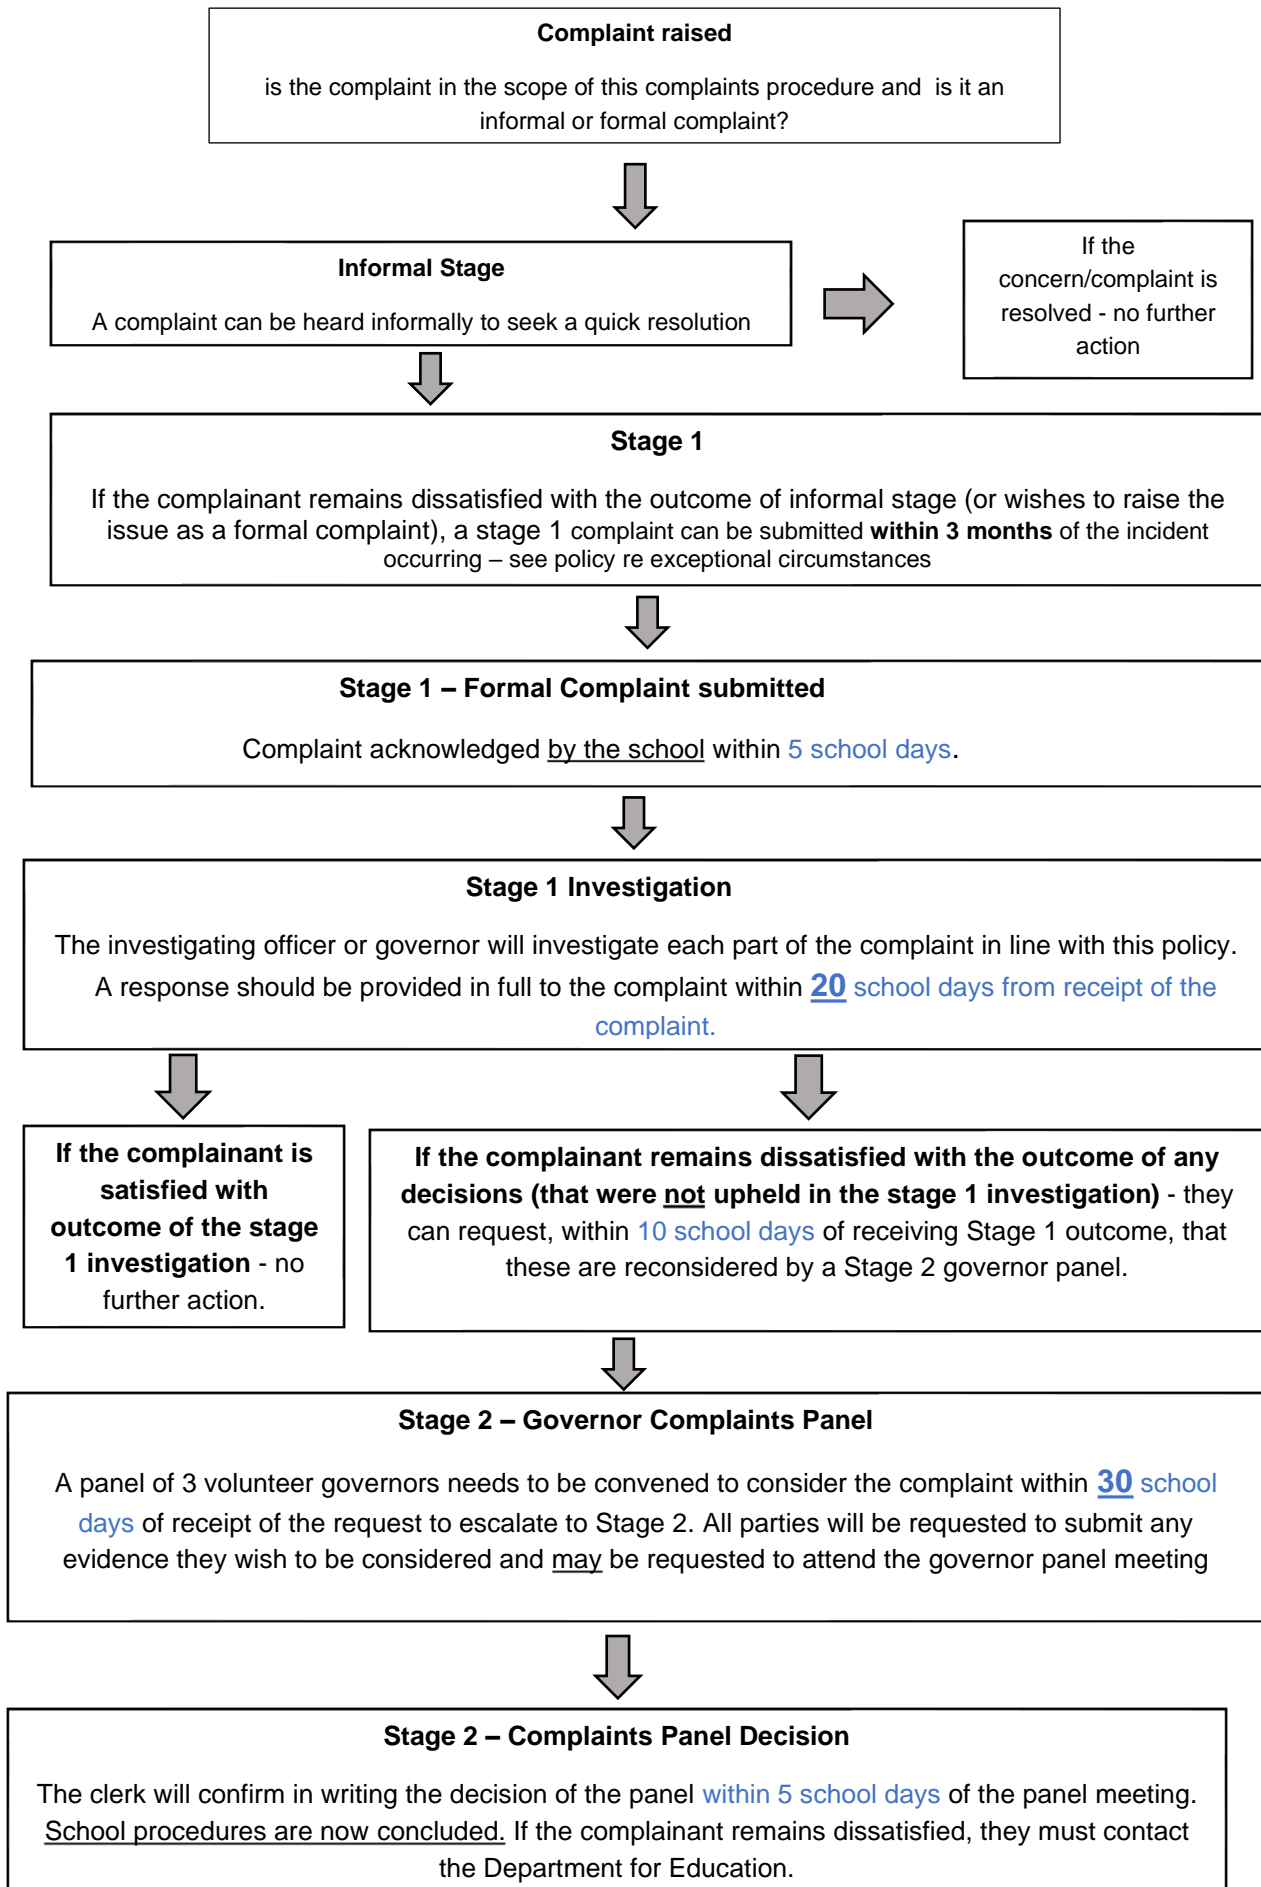 Complaint raised
is the complaint in the scope of this complaints procedure and  is it an
informal or formal complaint?
Informal Stage
A complaint can be heard informally to seek a quick resolution
If the
concern/complaint is
resolved - no further
action
Stage 1
If the complainant remains dissatisfied with the outcome of informal stage (or wishes to raise the
issue as a formal complaint), a stage 1 complaint can be submitted within 3 months of the incident
occurring – see policy re exceptional circumstances
Stage 1 – Formal Complaint submitted
Complaint acknowledged by the school within 5 school days.
Stage 1 Investigation
The investigating officer or governor will investigate each part of the complaint in line with this policy.
A response should be provided in full to the complaint within 20 school days from receipt of the
complaint.
If the complainant is
satisfied with
outcome of the stage
1 investigation - no
further action.
If the complainant remains dissatisfied with the outcome of any
decisions (that were not upheld in the stage 1 investigation) - they
can request, within 10 school days of receiving Stage 1 outcome, that
these are reconsidered by a Stage 2 governor panel.
Stage 2 – Governor Complaints Panel
A panel of 3 volunteer governors needs to be convened to consider the complaint within 30 school
days of receipt of the request to escalate to Stage 2. All parties will be requested to submit any
evidence they wish to be considered and may be requested to attend the governor panel meeting
Stage 2 – Complaints Panel Decision
The clerk will confirm in writing the decision of the panel within 5 school days of the panel meeting.
School procedures are now concluded. If the complainant remains dissatisfied, they must contact
the Department for Education.